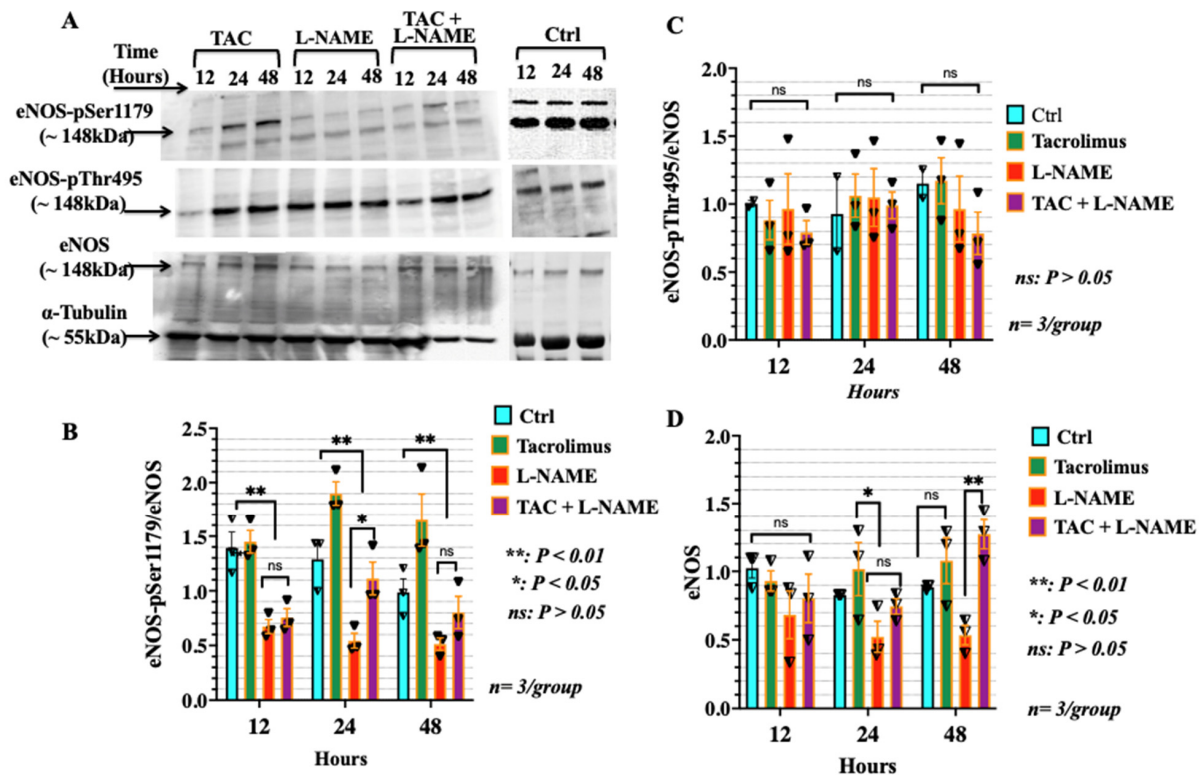 A
Time
(Hours)
TAC
L-NAME
TAC +
L-NAME
Ctrl
12 24 48 12 24 48 12 24 48 12 24 48
eNOS-pSer1179
(~ 148kDa)
eNOS-pThr495
(~ 148kDa)
eNOS
(~ 148kDa)
α-Tubulin
(~ 55kDa)
B
eNOS-pSer1179/eNOS
2.5
2.0
1.5
1.0
0.5
0.0
**
ns
**
*
**
ns
12 24 48
Hours
Ctrl
Tacrolimus
L-NAME
TAC + L-NAME
**: P < 0.01
*: P < 0.05
ns: P > 0.05
n= 3/group
C
eNOS-pThr495/eNOS
2.0
1.5
1.0
0.5
0.0
ns
ns
ns
12 24 48
Hours
Ctrl
Tacrolimus
L-NAME
TAC + L-NAME
ns: P > 0.05
n= 3/group
D
eNOS
2.0
1.5
1.0
0.5
0.0
ns
*
ns
ns
**
12 24 48
Hours
Ctrl
Tacrolimus
L-NAME
TAC + L-NAME
**: P < 0.01
*: P < 0.05
ns: P > 0.05
n= 3/group